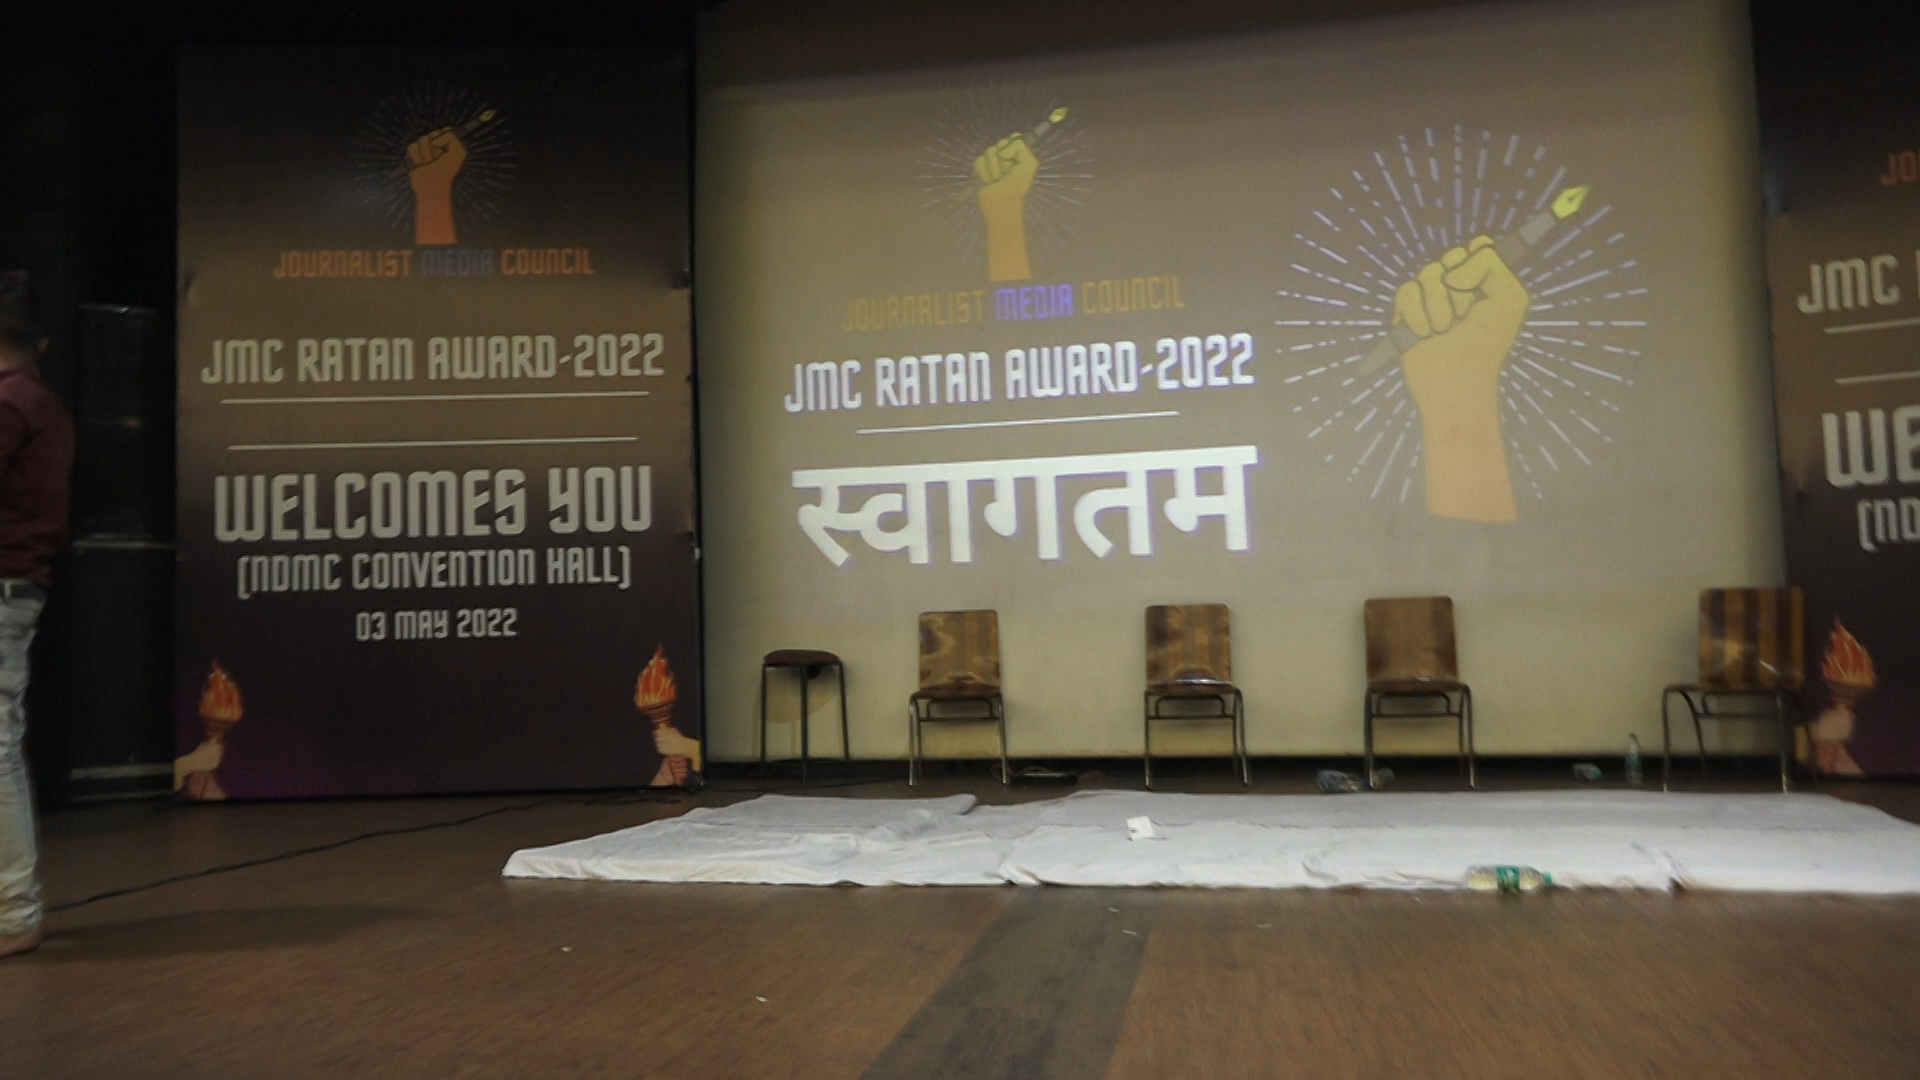 JOURNALIST MEDIA COUNCIL
JMC RATAN AWARD-2022
WELCOMES YOU
(NDMC CONVENTION HALL)
03 MAY 2022
JOURNALIST MEDIA COUNCIL
JMC RATAN AWARD-2022
स्वागतम
JMC